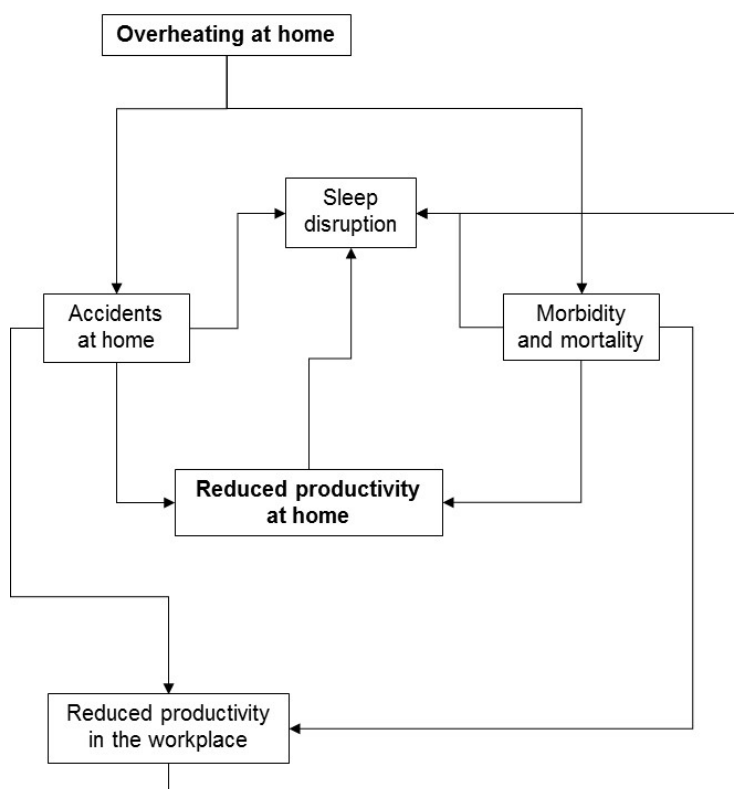 Overheating at home
Sleep
disruption
Accidents
at home
Morbidity
and mortality
Reduced productivity
at home
Reduced productivity
in the workplace